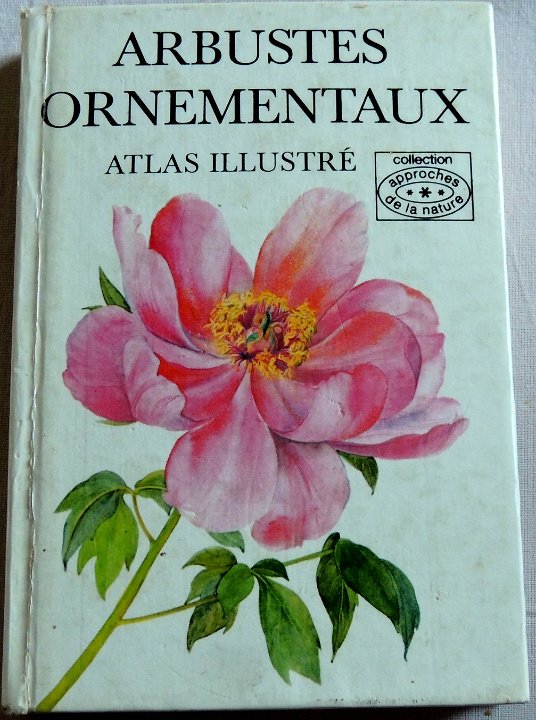 ARBUSTES
ORNEMENTAUX
ATLAS ILLUSTRÉ
collection
approches
de la nature